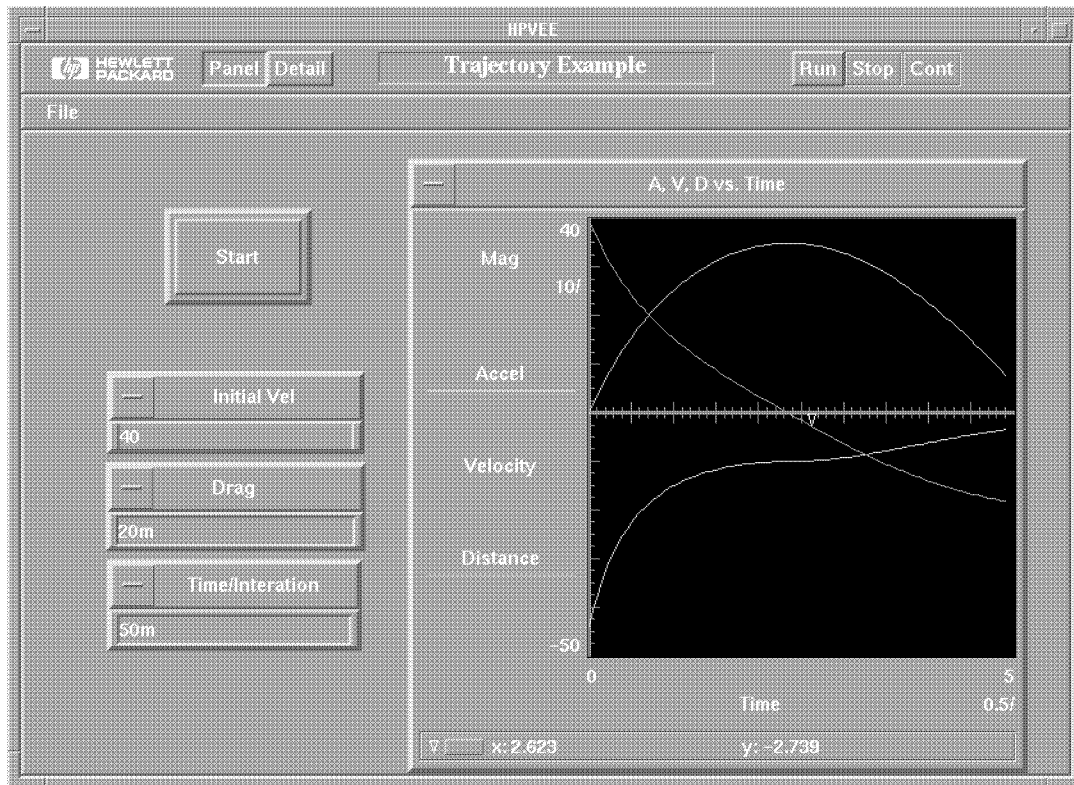 HPVEE
hp HEWLETT PACKARD Panel Detail Trajectory Example Run Stop Cont
File
A, V, D vs. Time
Start
40
Mag
10/
Accel
Initial Vel
40
Velocity
Drag
20m
Distance
Time/Interation
50m
-50
0 5
Time 0.5/
x: 2.623 y: -2.739